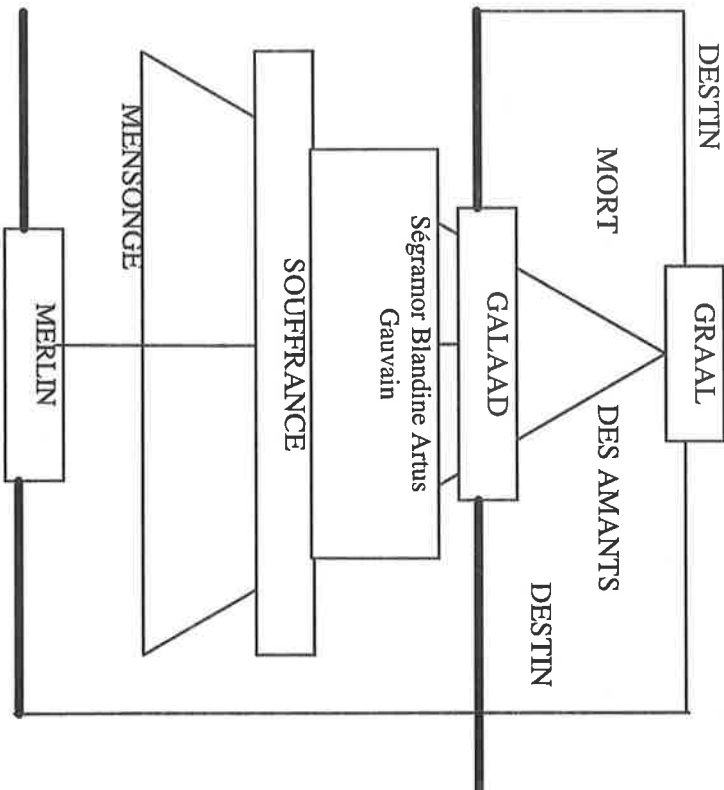 DESTIN
GRAAL
MORT
DES AMANTS
DESTIN
GALAAD
Ségramor Blandine Artus
Gauvain
SOUFFRANCE
MENSONGE
MERLIN